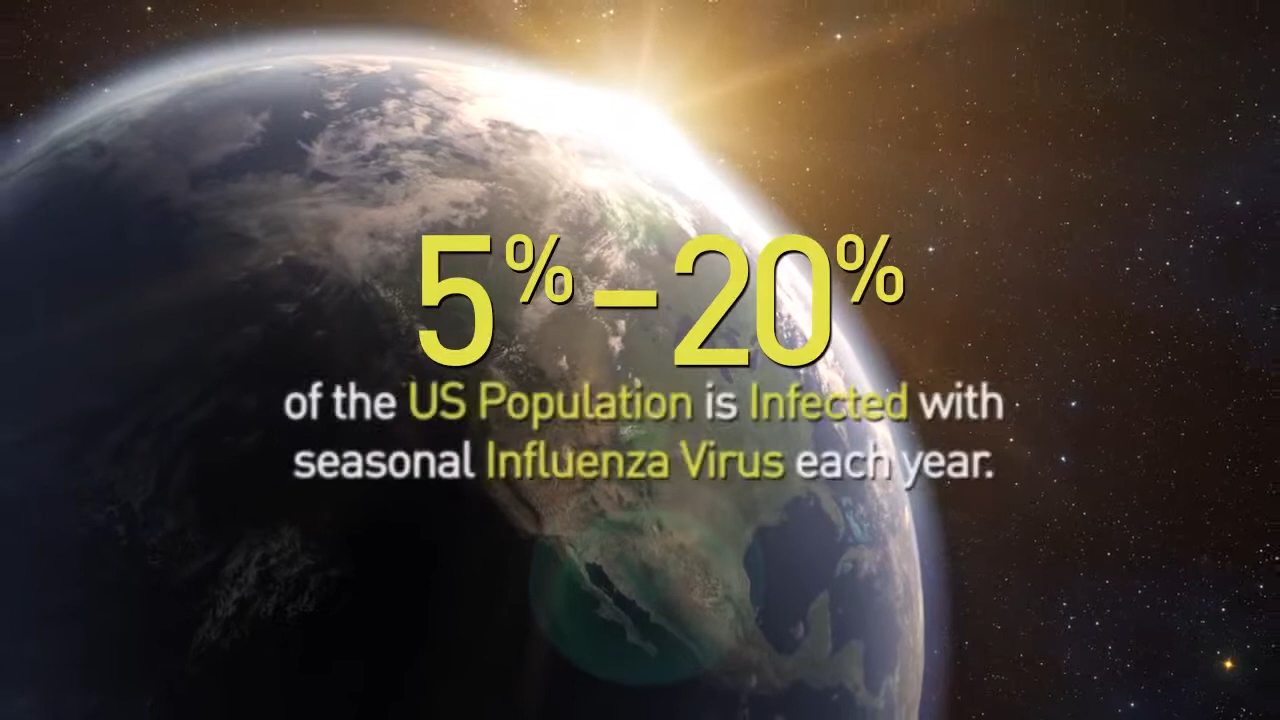 5%-20%
of the US Population is Infected with
seasonal Influenza Virus each year.